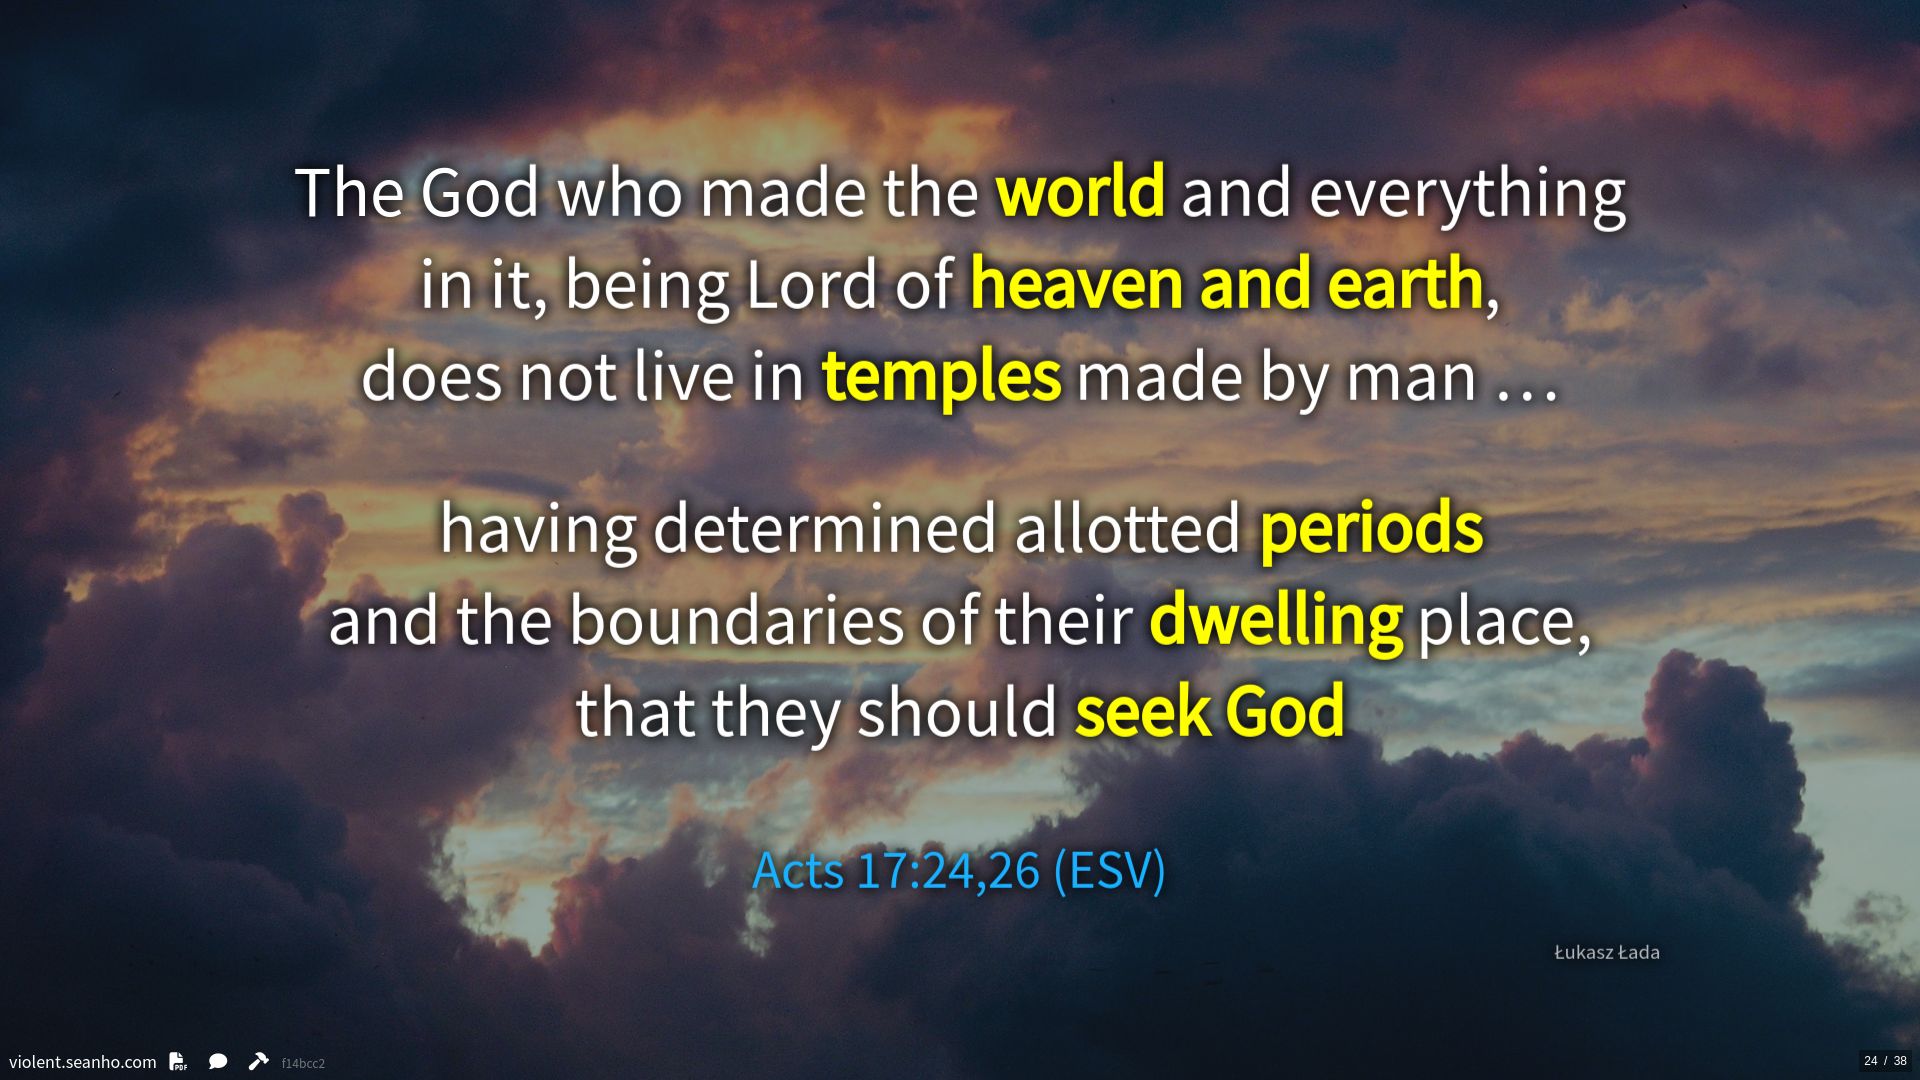 The God who made the world and everything
in it, being Lord of heaven and earth,
does not live in temples made by man …
having determined allotted periods
and the boundaries of their dwelling place,
that they should seek God
Acts 17:24,26 (ESV)
Łukasz Łada
violent.seanho.com PDF f14bcc2
24 / 38